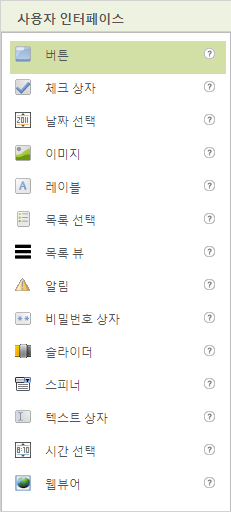 사용자 인터페이스
버튼
체크 상자
날짜 선택
이미지
레이블
목록 선택
목록 뷰
알림
비밀번호 상자
슬라이더
스피너
텍스트 상자
시간 선택
웹뷰어